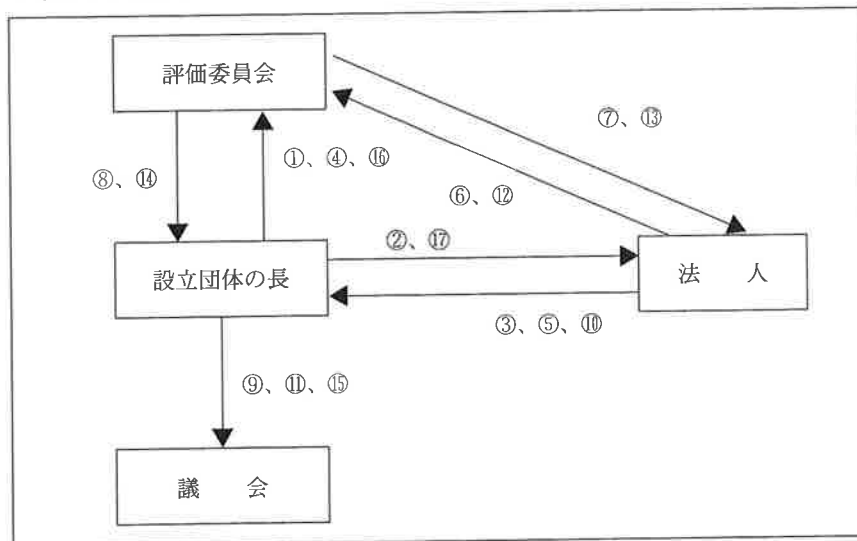 評価委員会
⑦、⑬
⑧、⑭
①、④、⑯
⑥、⑫
②、⑰
設立団体の長
法　　人
③、⑤、⑩
⑨、⑪、⑮
議　　会